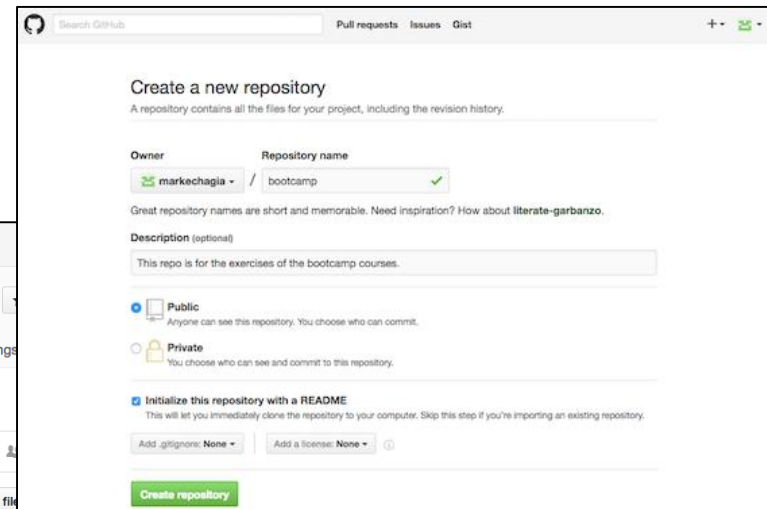 Search GitHub Pull requests Issues Gist
Create a new repository
A repository contains all the files for your project, including the revision history.
Owner Repository name
markechagia / bootcamp
Great repository names are short and memorable. Need inspiration? How about literate-garbanzo.
Description (optional)
This repo is for the exercises of the bootcamp courses.
Public
Anyone can see this repository. You choose who can commit.
Private
You choose who can see and commit to this repository.
Initialize this repository with a README
This will let you immediately clone the repository to your computer. Skip this step if you're importing an existing repository.
Add .gitignore: None Add a license: None
Create repository
ngs
file